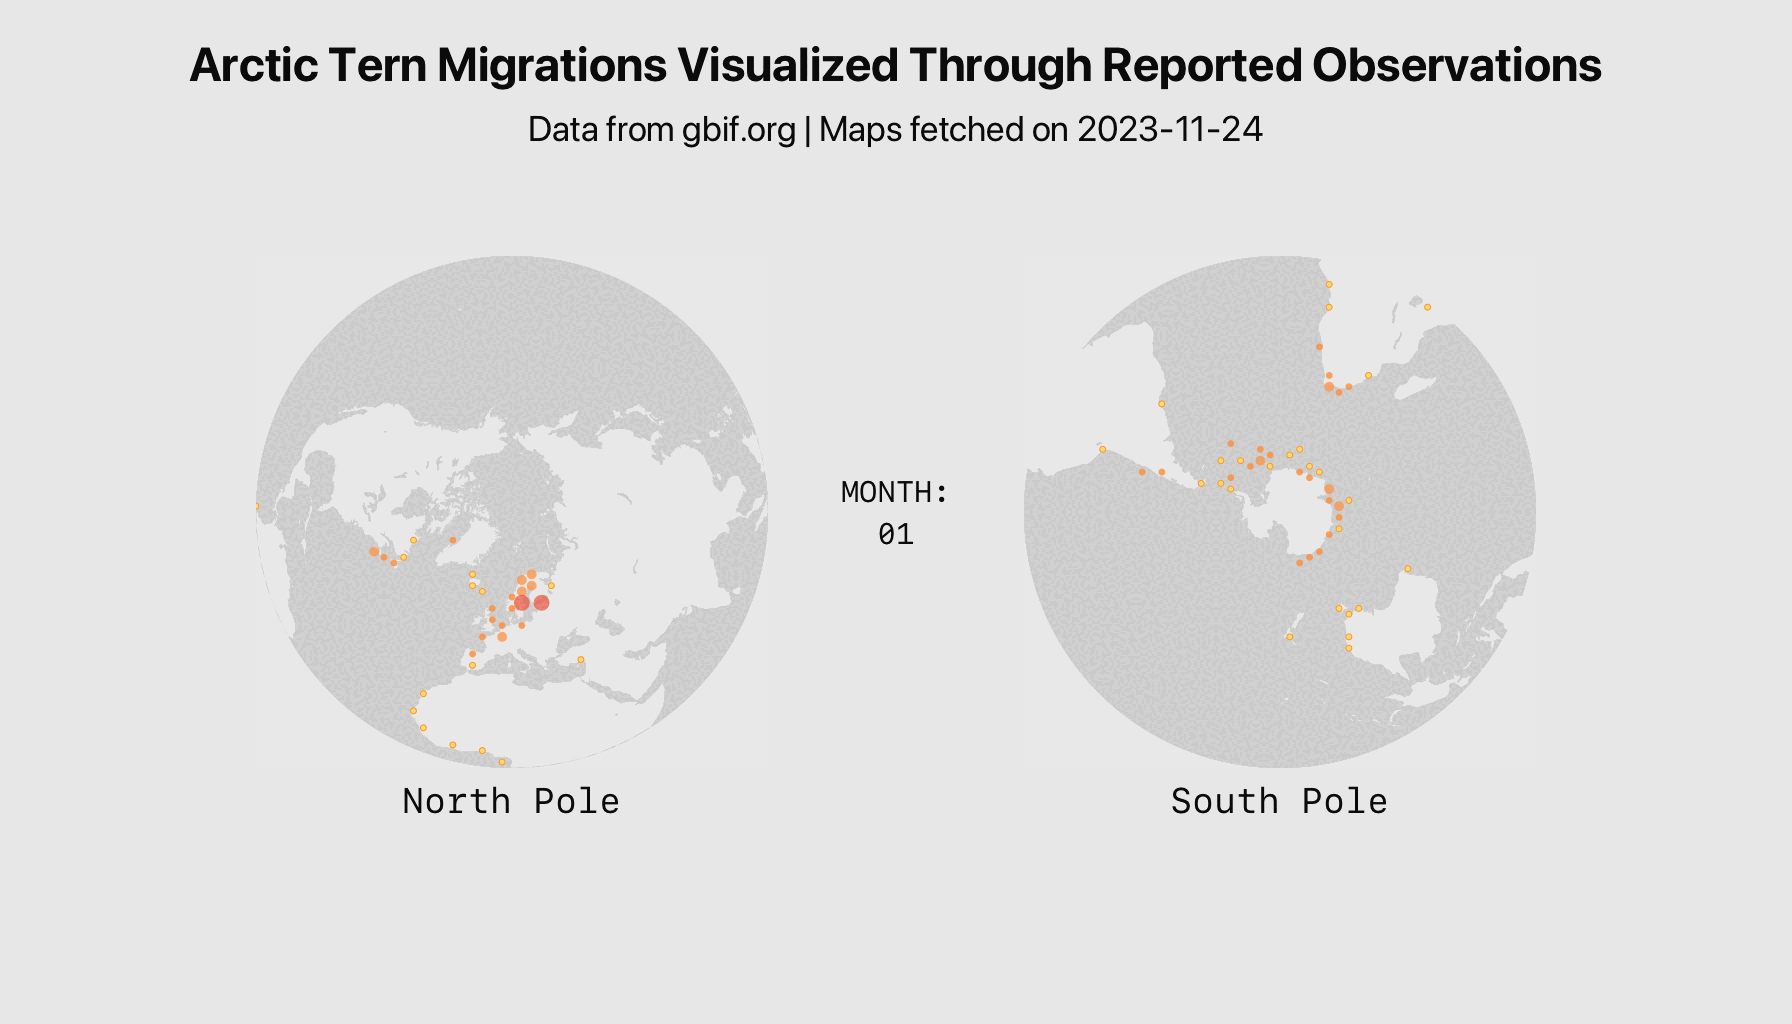 Arctic Tern Migrations Visualized Through Reported Observations
Data from gbif.org | Maps fetched on 2023-11-24
MONTH:
01
North Pole
South Pole